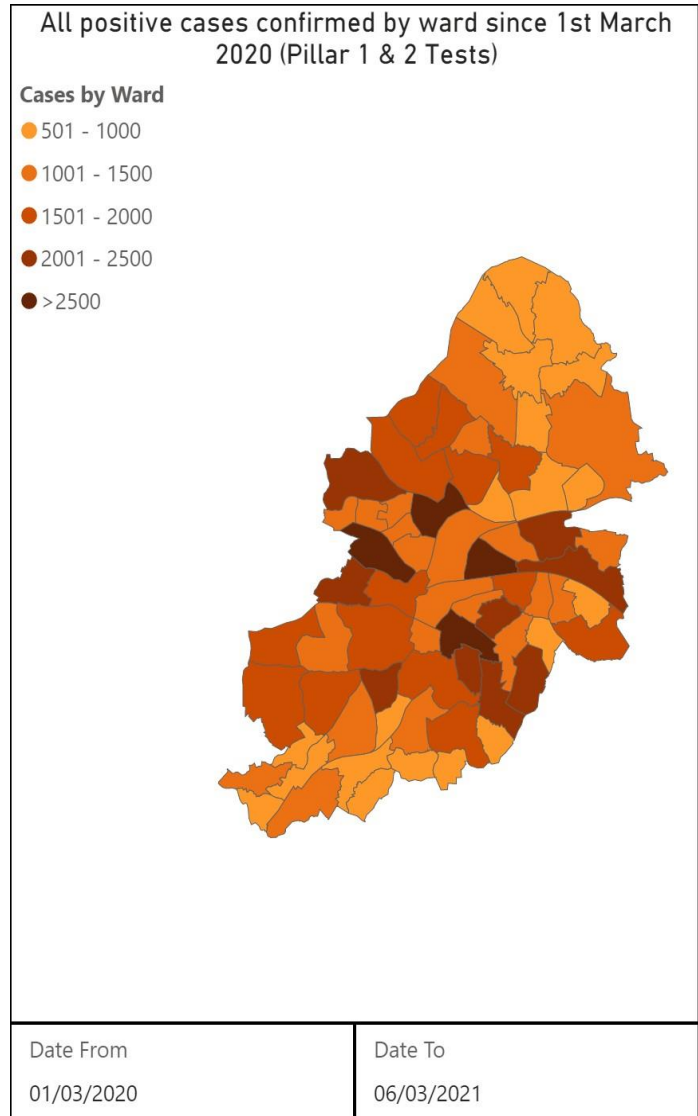 All positive cases confirmed by ward since 1st March
2020 (Pillar 1 & 2 Tests)
Cases by Ward
501 - 1000
1001 - 1500
1501 - 2000
2001 - 2500
>2500
Date From
01/03/2020
Date To
06/03/2021